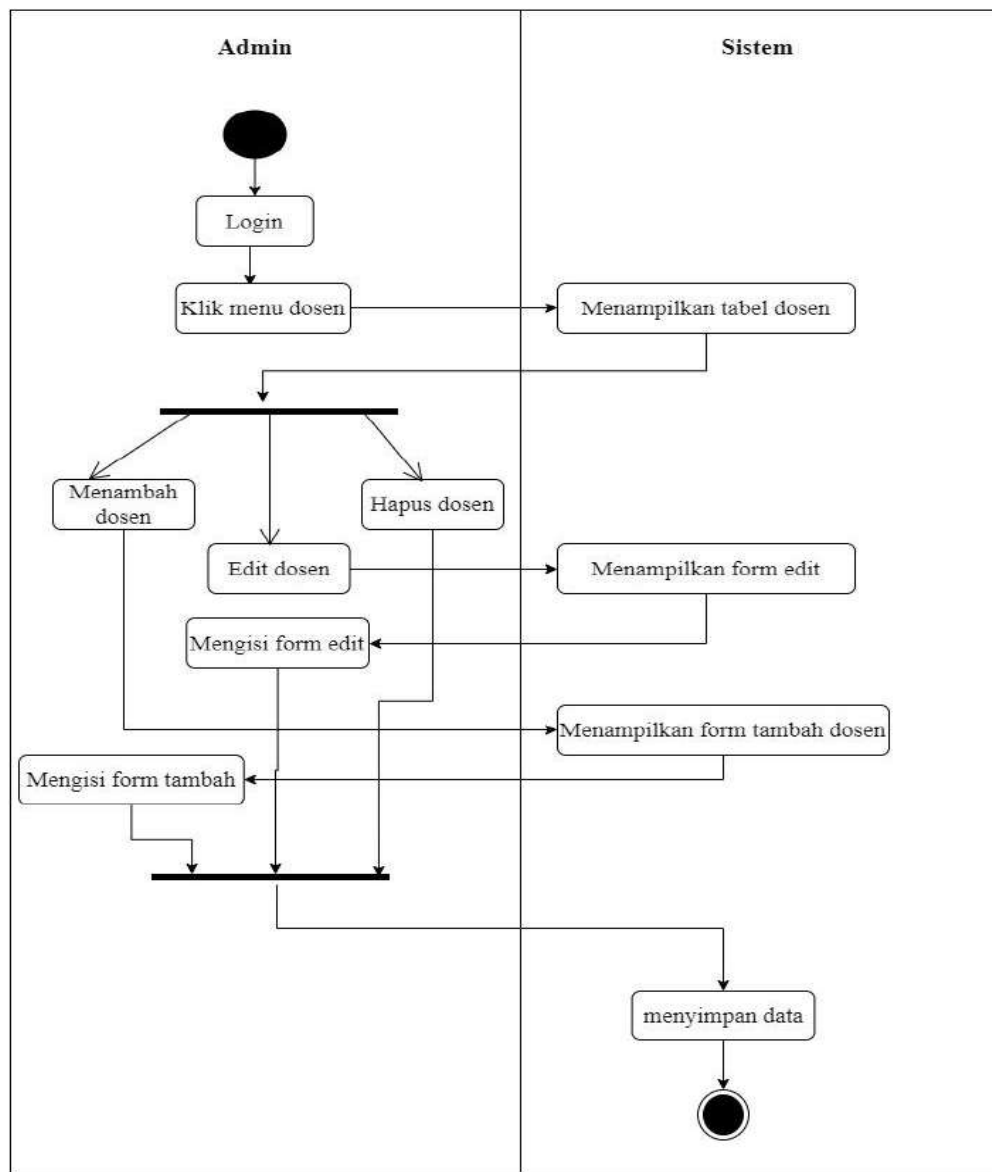 Admin
Sistem
Login
Klik menu dosen
Menampilkan tabel dosen
Menambah
dosen
Hapus dosen
Edit dosen
Menampilkan form edit
Mengisi form edit
Menampilkan form tambah dosen
Mengisi form tambah
menyimpan data